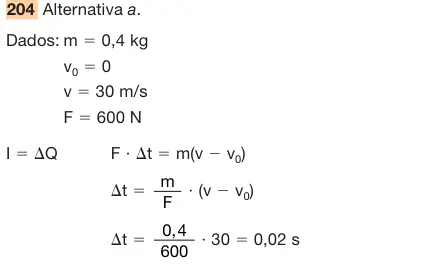 204 Alternativa a.
Dados: m = 0,4 kg
v₀ = 0
v = 30 m/s
F = 600 N
I = ΔQ F · Δt = m(v − v₀)
Δt = m/F · (v − v₀)
Δt = 0,4/600 · 30 = 0,02 s